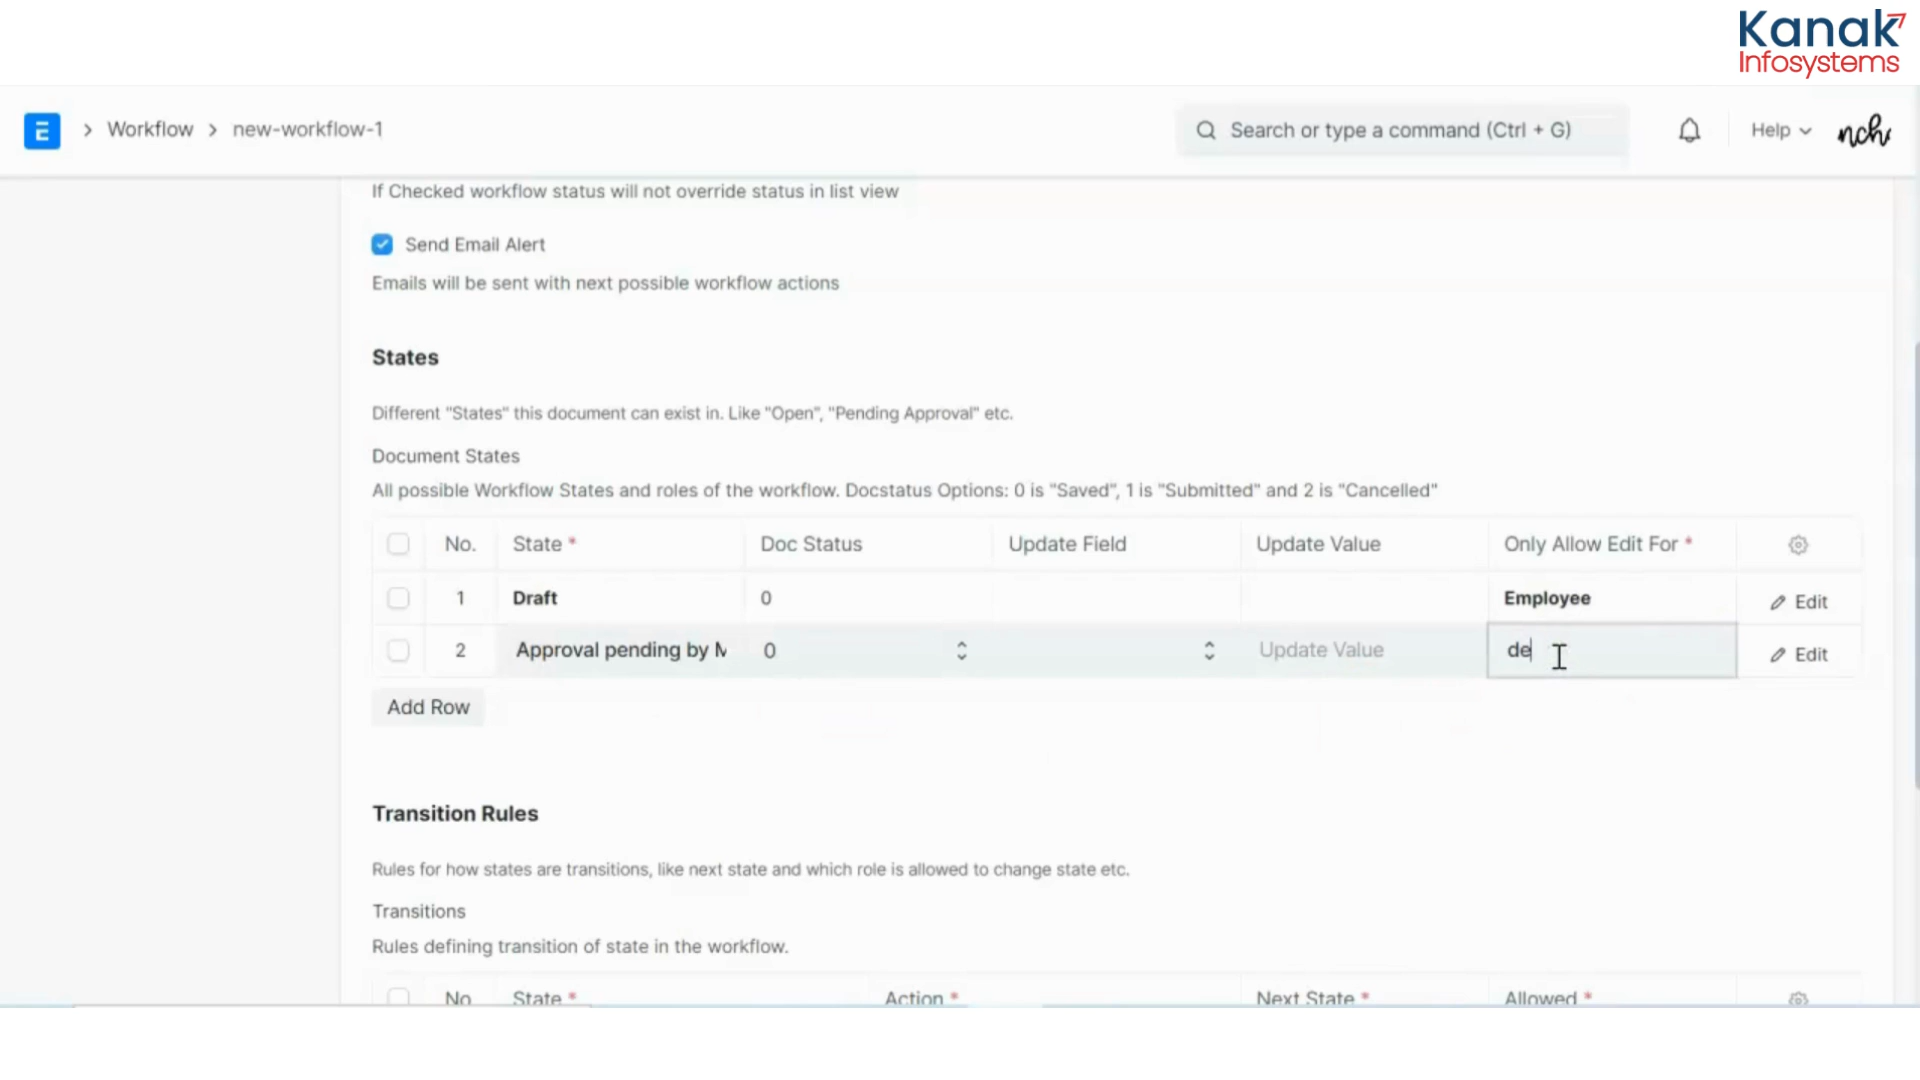 Kanak
Infosystems
E > Workflow > new-workflow-1
Search or type a command (Ctrl + G)
Help
nch
If Checked workflow status will not override status in list view
Send Email Alert
Emails will be sent with next possible workflow actions
States
Different "States" this document can exist in. Like "Open", "Pending Approval" etc.
Document States
All possible Workflow States and roles of the workflow. Docstatus Options: 0 is "Saved", 1 is "Submitted" and 2 is "Cancelled"
No. State * Doc Status Update Field Update Value Only Allow Edit For *
1 Draft 0 Employee Edit
2 Approval pending by M 0 Update Value de Edit
Add Row
Transition Rules
Rules for how states are transitions, like next state and which role is allowed to change state etc.
Transitions
Rules defining transition of state in the workflow.
No State * Action * Next State * Allowed *